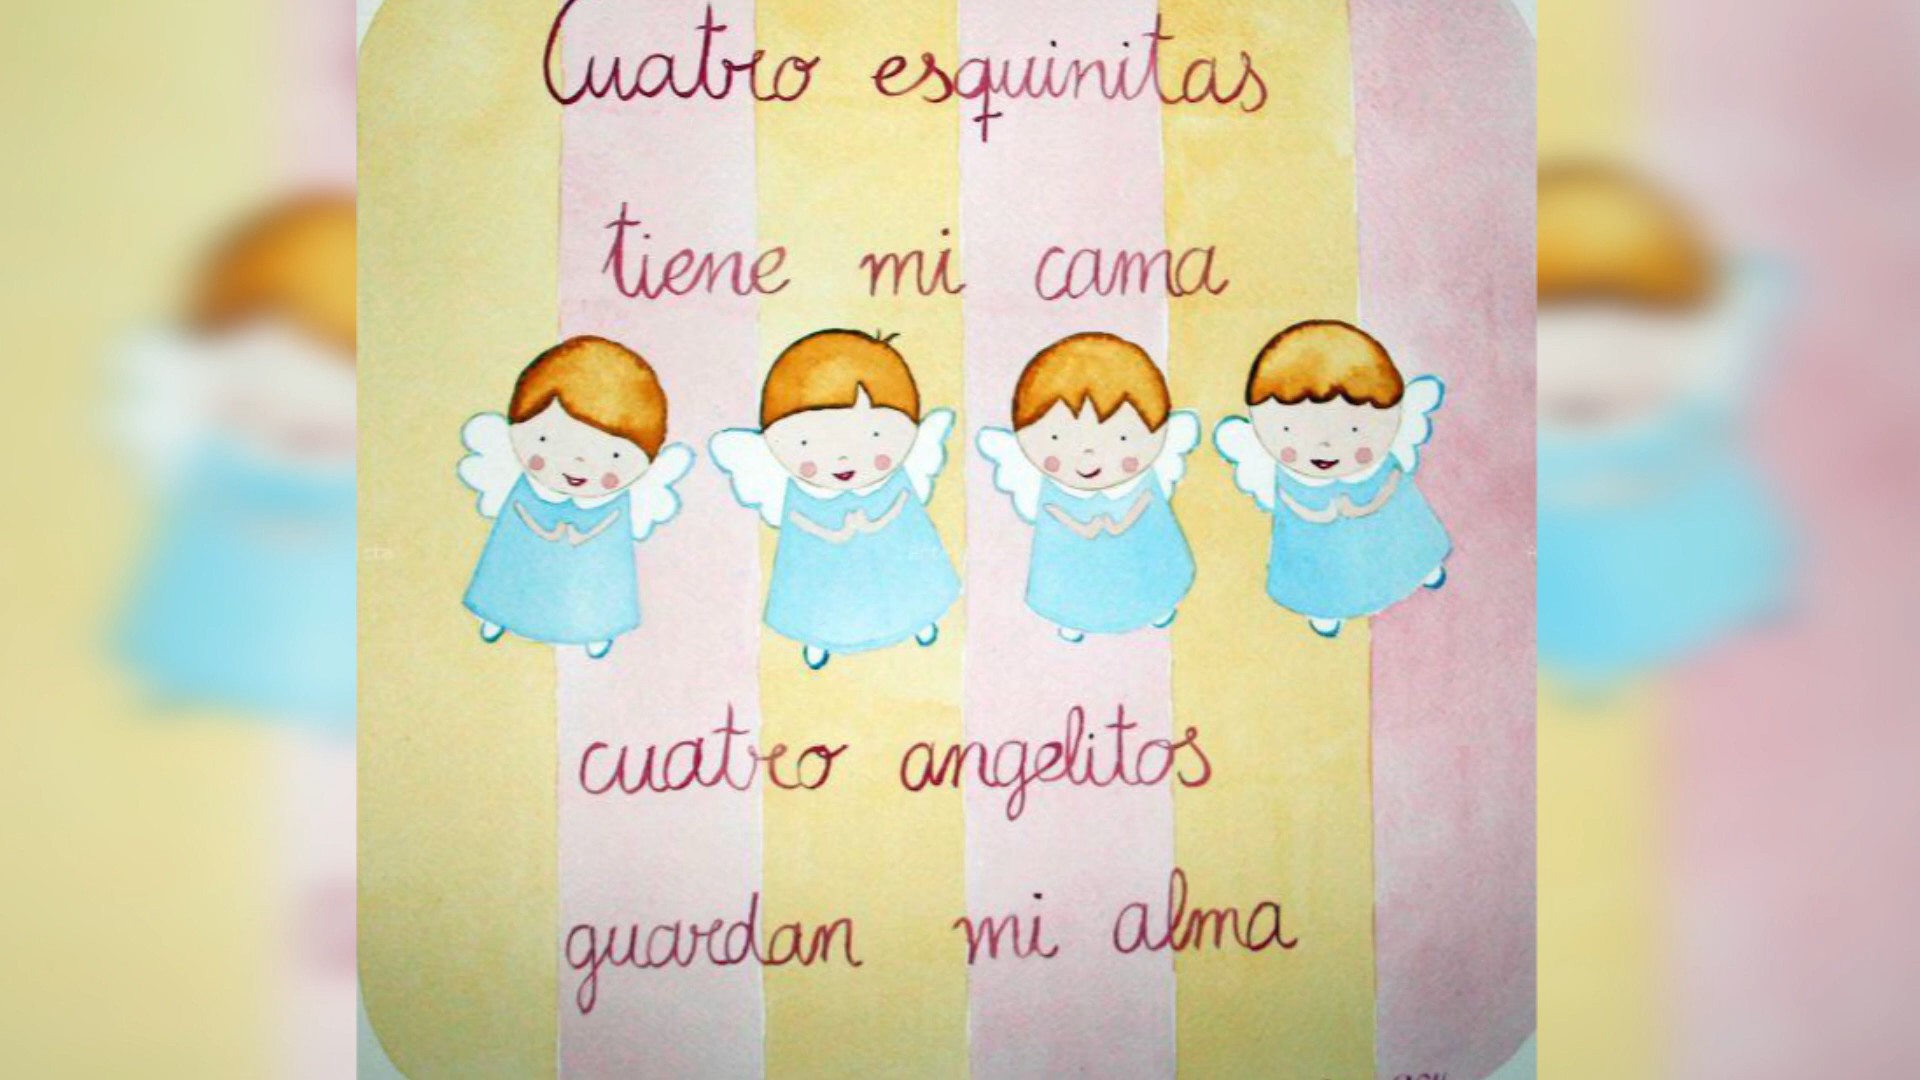 Cuatro esquinitas
tiene mi cama
cuatro angelitos
guardan mi alma